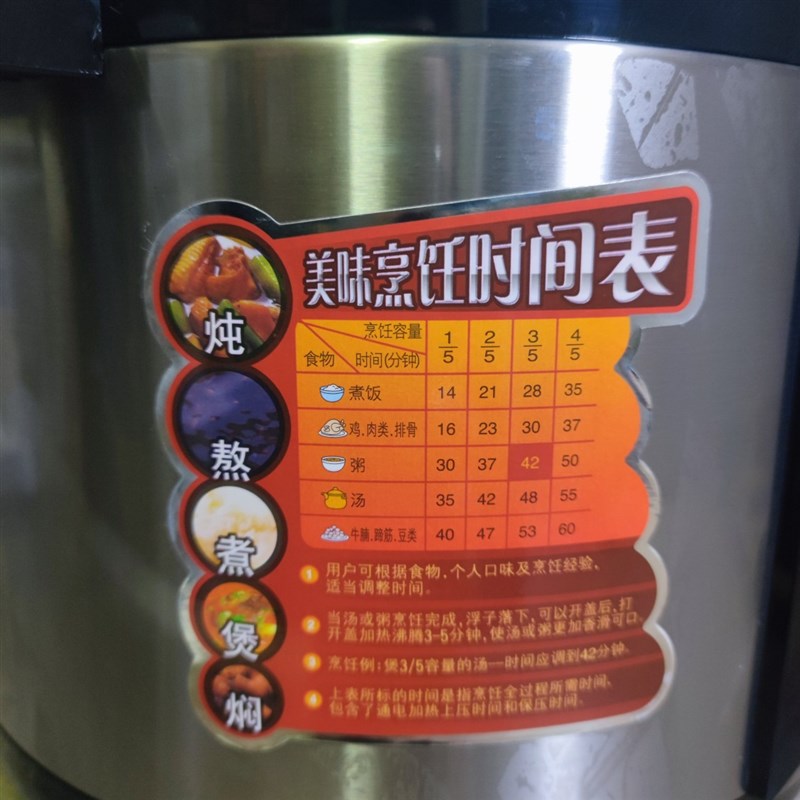 美味烹饪时间表
炖
熬
煮
煲
焖
烹饪容量 1/5 2/5 3/5 4/5
食物 时间(分钟)
煮饭 14 21 28 35
鸡.肉类.排骨 16 23 30 37
粥 30 37 42 50
汤 35 42 48 55
牛腩.蹄筋.豆类 40 47 53 60
1 用户可根据食物,个人口味及烹饪经验,
适当调整时间.
2 当汤或粥烹饪完成,浮子落下,可以开盖后,打
开盖加热沸腾3-5分钟,使汤或粥更加香滑可口.
3 烹饪例:煲3/5容量的汤—时间应调到42分钟.
4 上表所标的时间是指烹饪全过程所需时间,
包含了通电加热上压时间和保压时间.